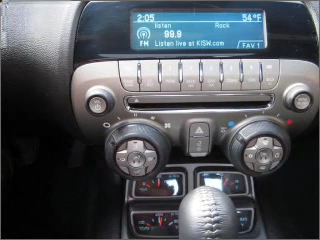 2:05
54°F
listen
Rock
99.9
FM
Listen live at KISW.com/
FAV 1